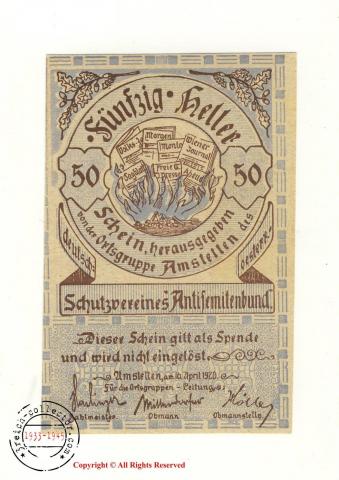 Fünfzig · Heller
Morgen
Wiener
Journal
Freie
Presse
50 50
Schein, herausgegeben
von der Ortsgruppe Amstetten des
deutsch-
österr.
Schutzvereines "Antisemitenbund"
Dieser Schein gilt als Spende
und wird nicht eingelöst.
Amstetten, am 10. April 1920.
Für die Ortsgruppen-Leitung:
Zahlmeister. Obmann Obmannstellv.
1933-1945
Copyright © All Rights Reserved